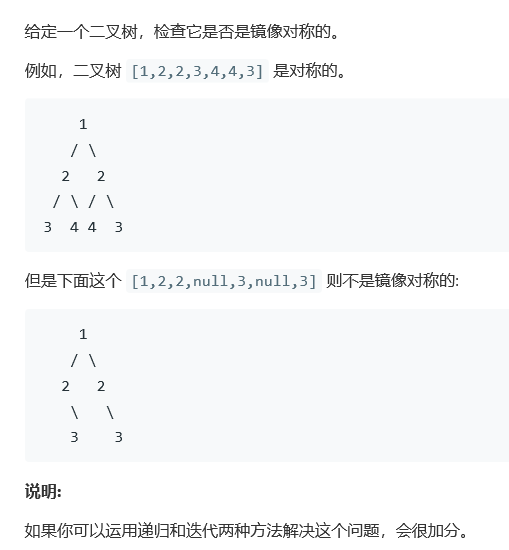 给定一个二叉树，检查它是否是镜像对称的。
例如，二叉树 [1,2,2,3,4,4,3] 是对称的。
    1
   / \
  2   2
 / \ / \
3  4 4  3
但是下面这个 [1,2,2,null,3,null,3] 则不是镜像对称的:
    1
   / \
  2   2
   \   \
   3    3
说明:
如果你可以运用递归和迭代两种方法解决这个问题，会很加分。